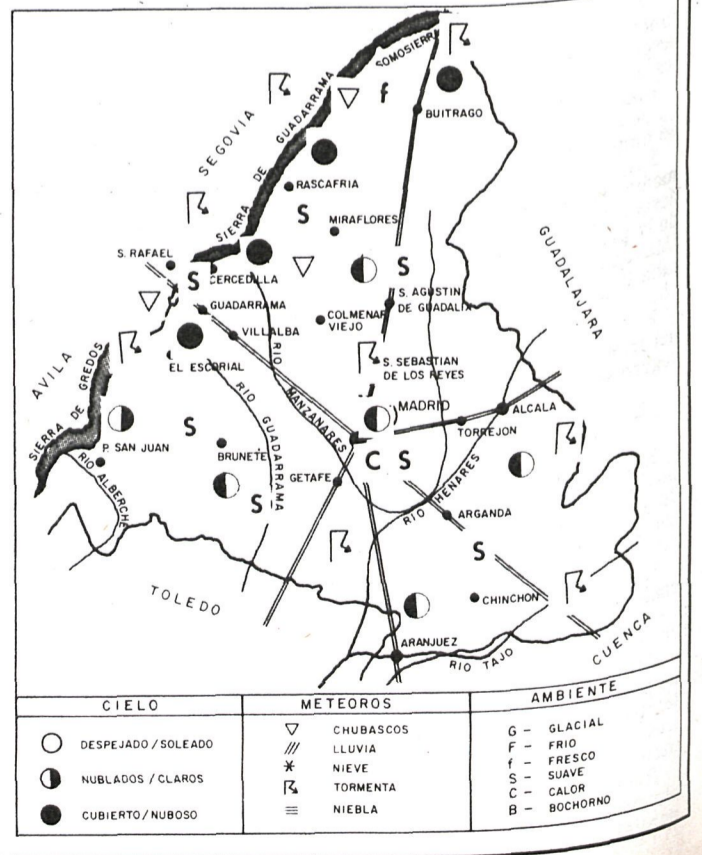 SOMOSIERRA
SIERRA DE GUADARRAMA
f
BUITRAGO
SEGOVIA
RASCAFRIA
S
MIRAFLORES
GUADALAJARA
S. RAFAEL
S
CERCEDILLA
S
S. AGUSTIN
DE GUADALIX
GUADARRAMA
COLMENAR
VIEJO
VILLALBA
RIO MANZANARES
S. SEBASTIAN
DE LOS REYES
EL ESCORIAL
AVILA
SIERRA DE GREDOS
RIO GUADARRAMA
MADRID
ALCALA
TORREJON
S
P. SAN JUAN
BRUNETE
C S
GETAFE
RIO ALBERCHE
S
RIO HENARES
ARGANDA
S
TOLEDO
CHINCHON
CUENCA
ARANJUEZ
RIO TAJO
CIELO
DESPEJADO/SOLEADO
NUBLADOS/CLAROS
CUBIERTO/NUBOSO
METEOROS
CHUBASCOS
LLUVIA
NIEVE
TORMENTA
NIEBLA
AMBIENTE
G - GLACIAL
F - FRIO
f - FRESCO
S - SUAVE
C - CALOR
B - BOCHORNO